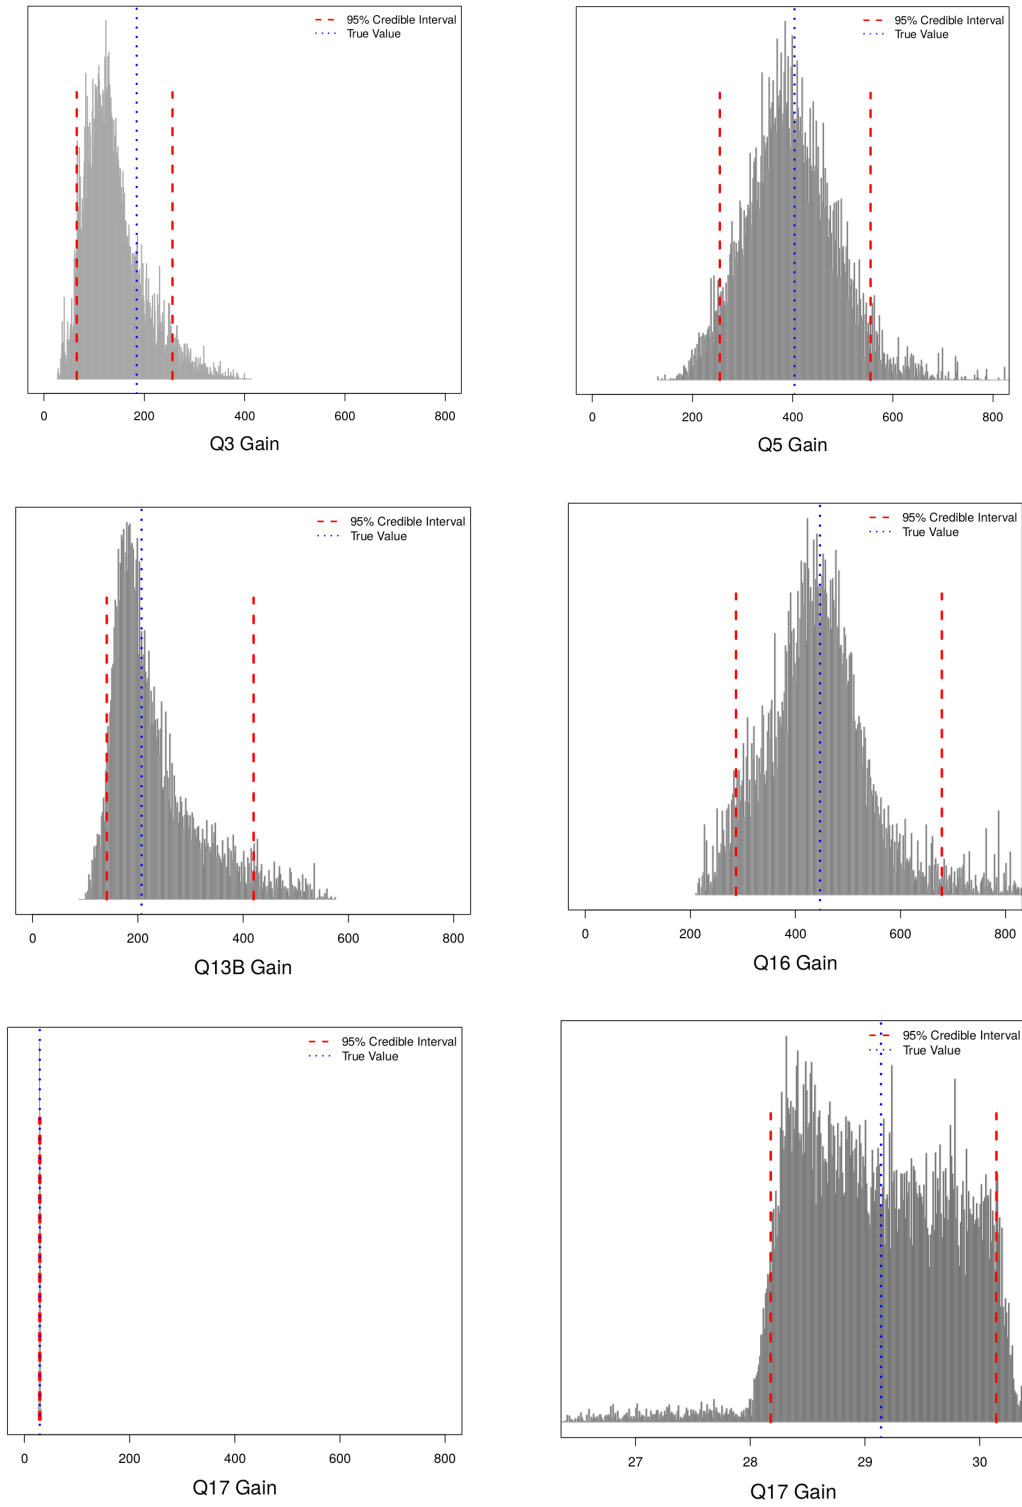 95% Credible Interval
True Value
0 200 400 600 800
Q3 Gain
95% Credible Interval
True Value
0 200 400 600 800
Q5 Gain
95% Credible Interval
True Value
0 200 400 600 800
Q13B Gain
95% Credible Interval
True Value
0 200 400 600 800
Q16 Gain
95% Credible Interval
True Value
0 200 400 600 800
Q17 Gain
95% Credible Interval
True Value
27 28 29 30
Q17 Gain